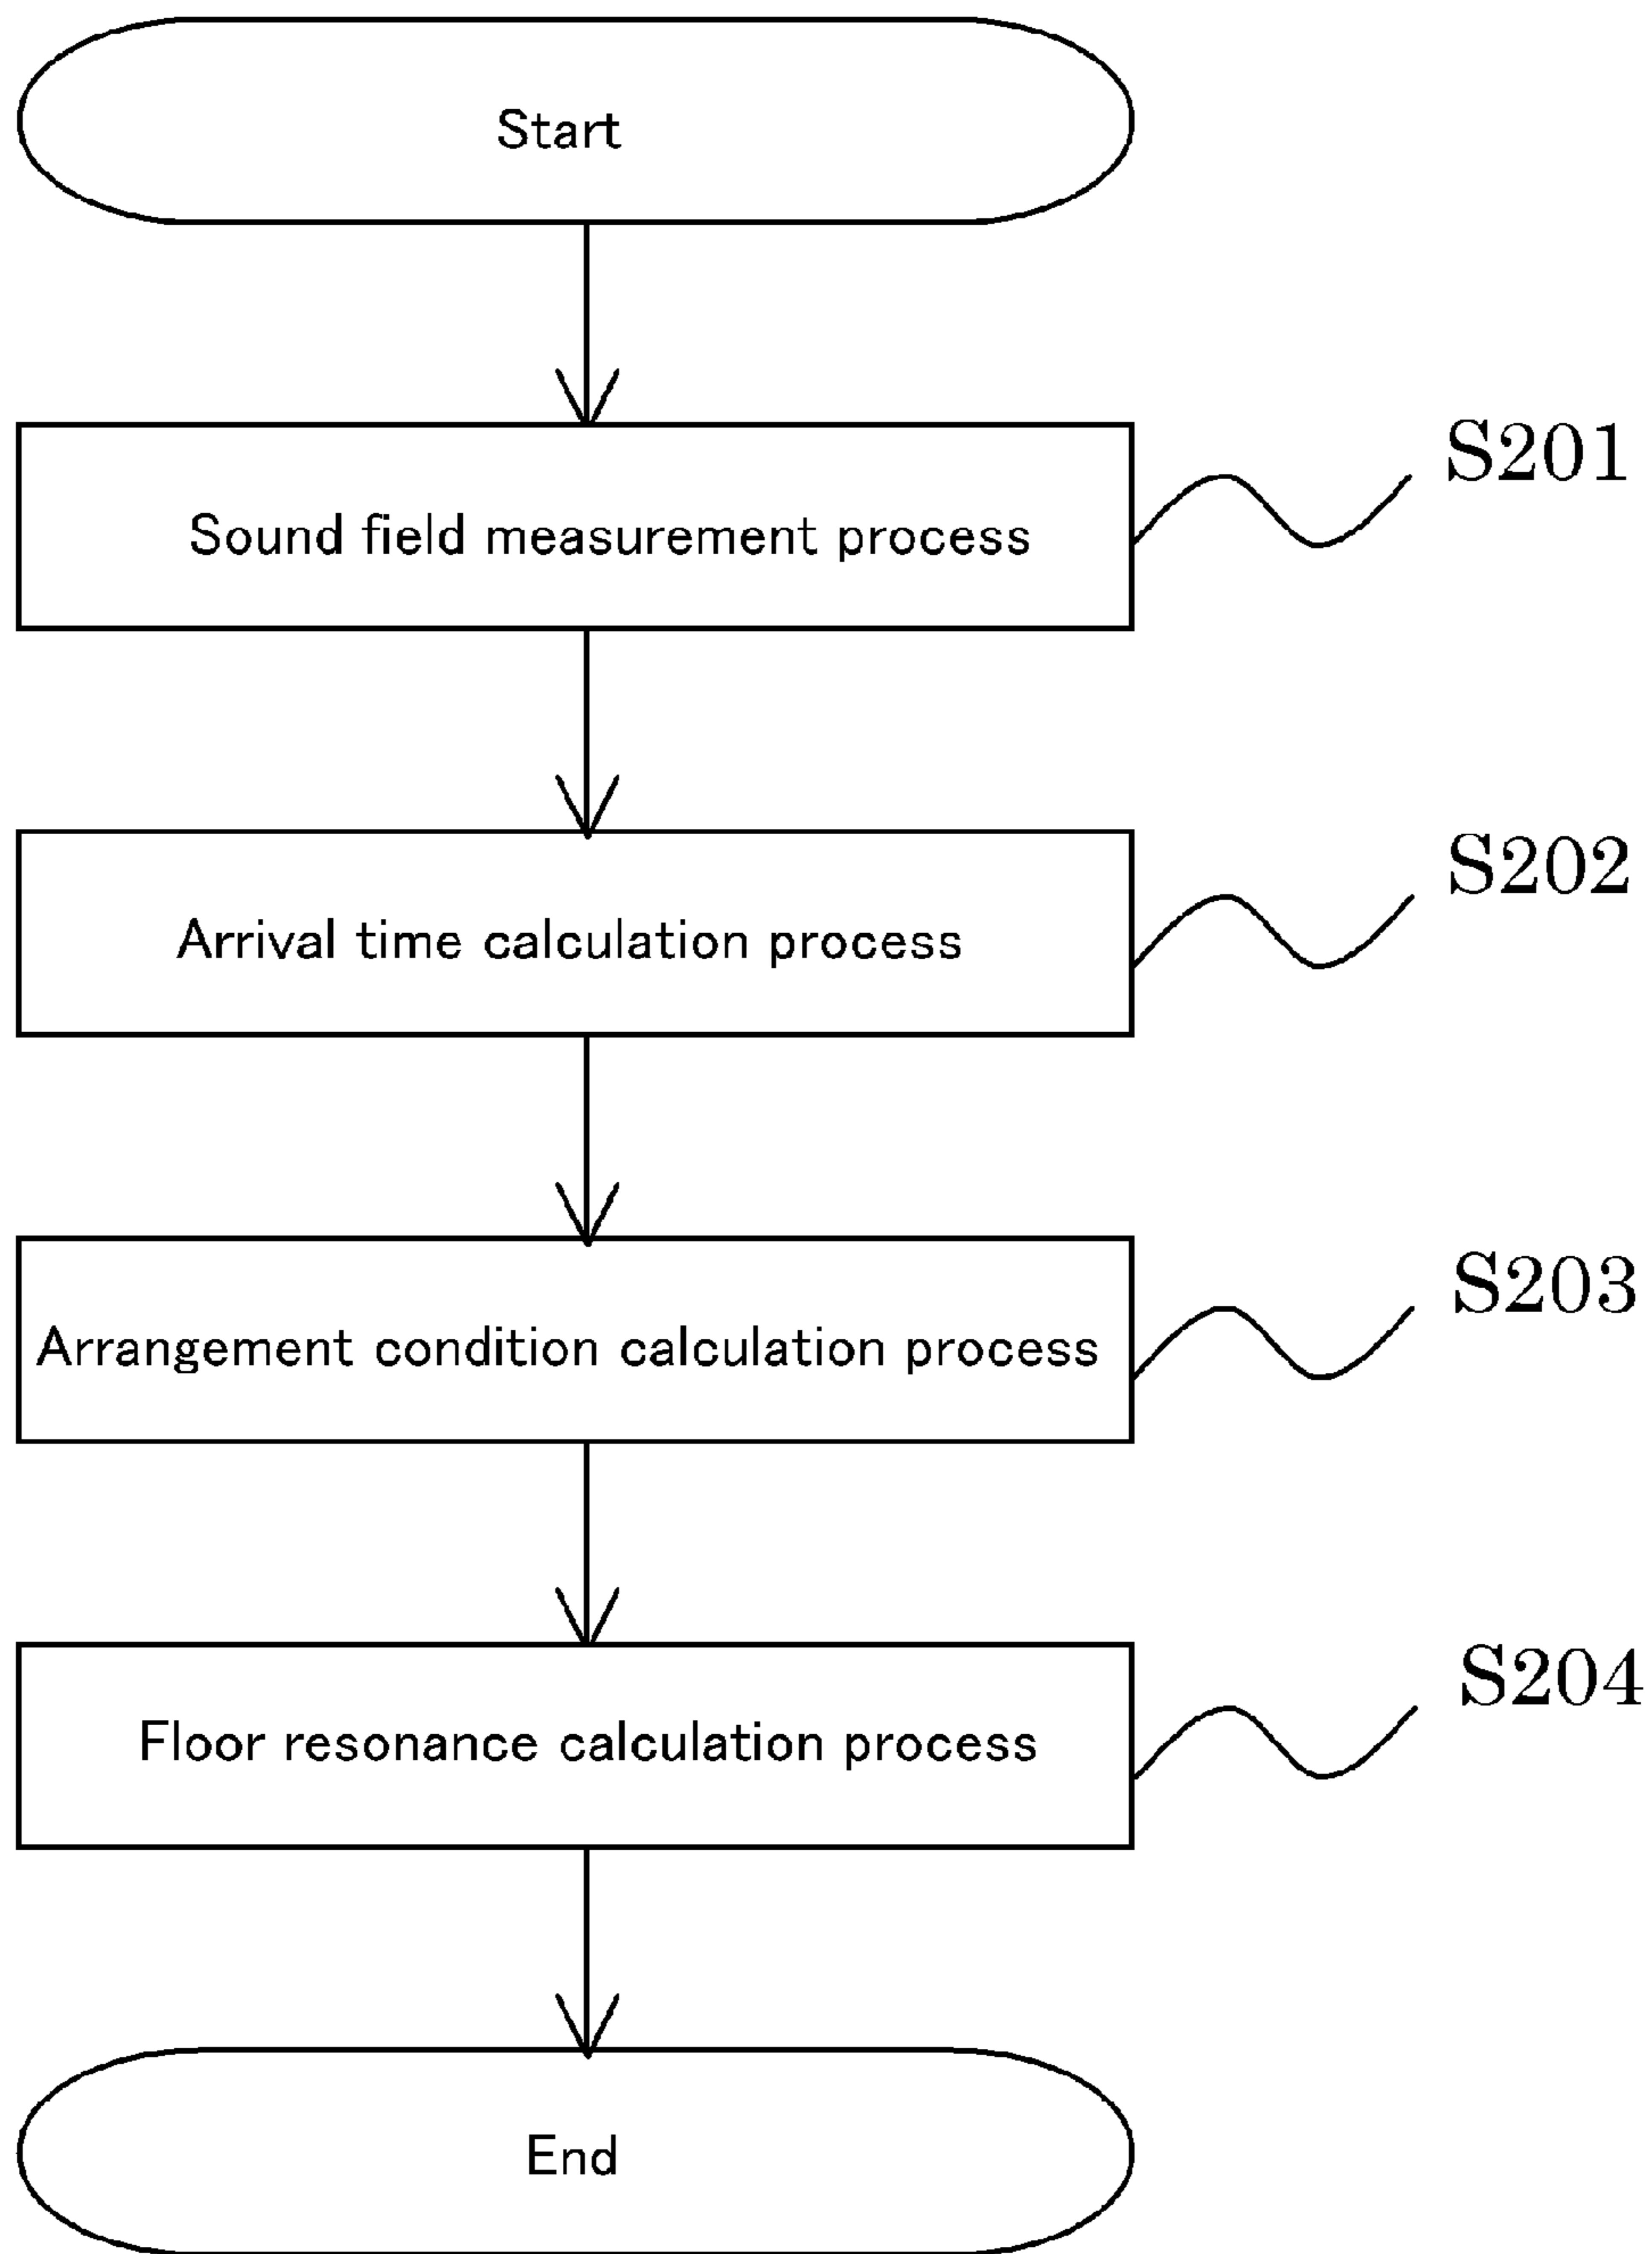 Start
Sound field measurement process
S201
Arrival time calculation process
S202
Arrangement condition calculation process
S203
Floor resonance calculation process
S204
End